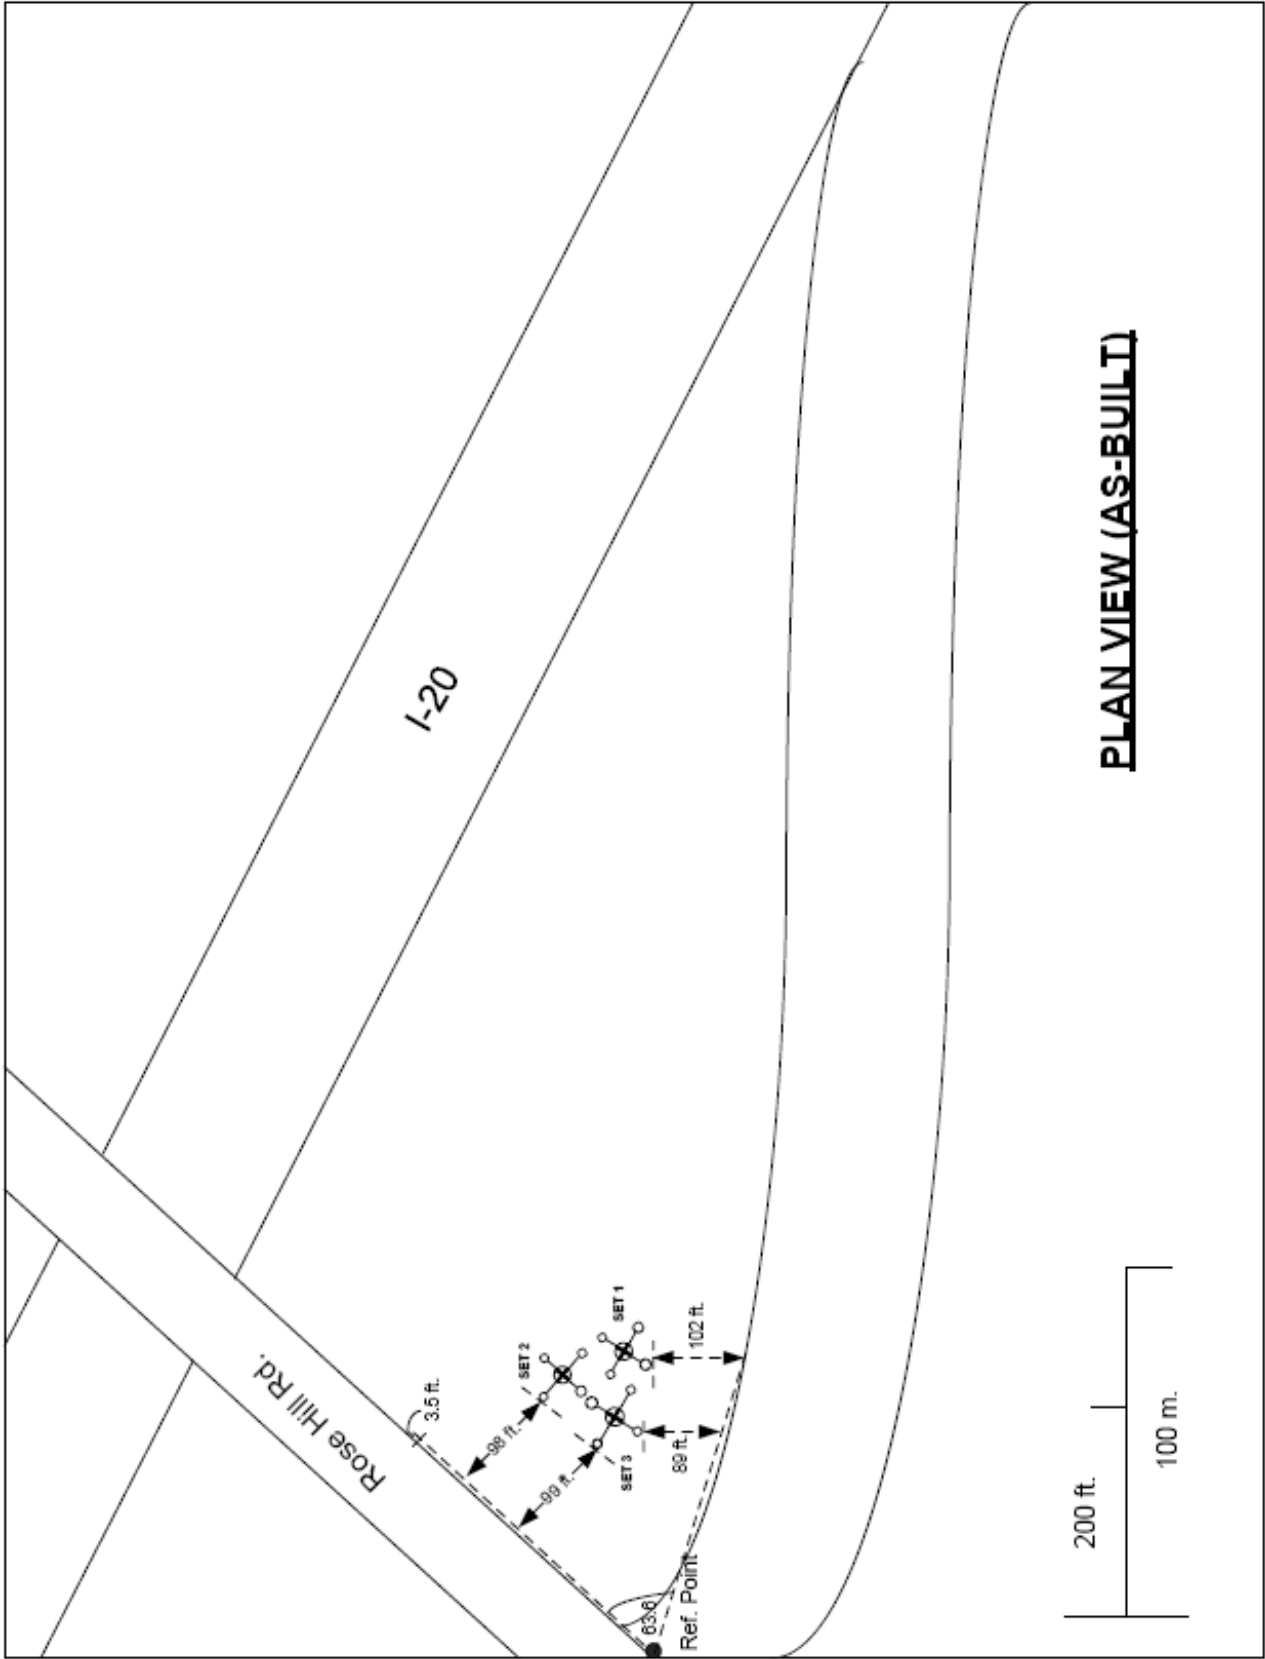 I-20
Rose Hill Rd.
3.5 ft.
SET 2
SET 1
98 ft.
99 ft.
SET 3
102 ft.
89 ft.
63.6
Ref. Point
200 ft.
100 m.
PLAN VIEW (AS-BUILT)